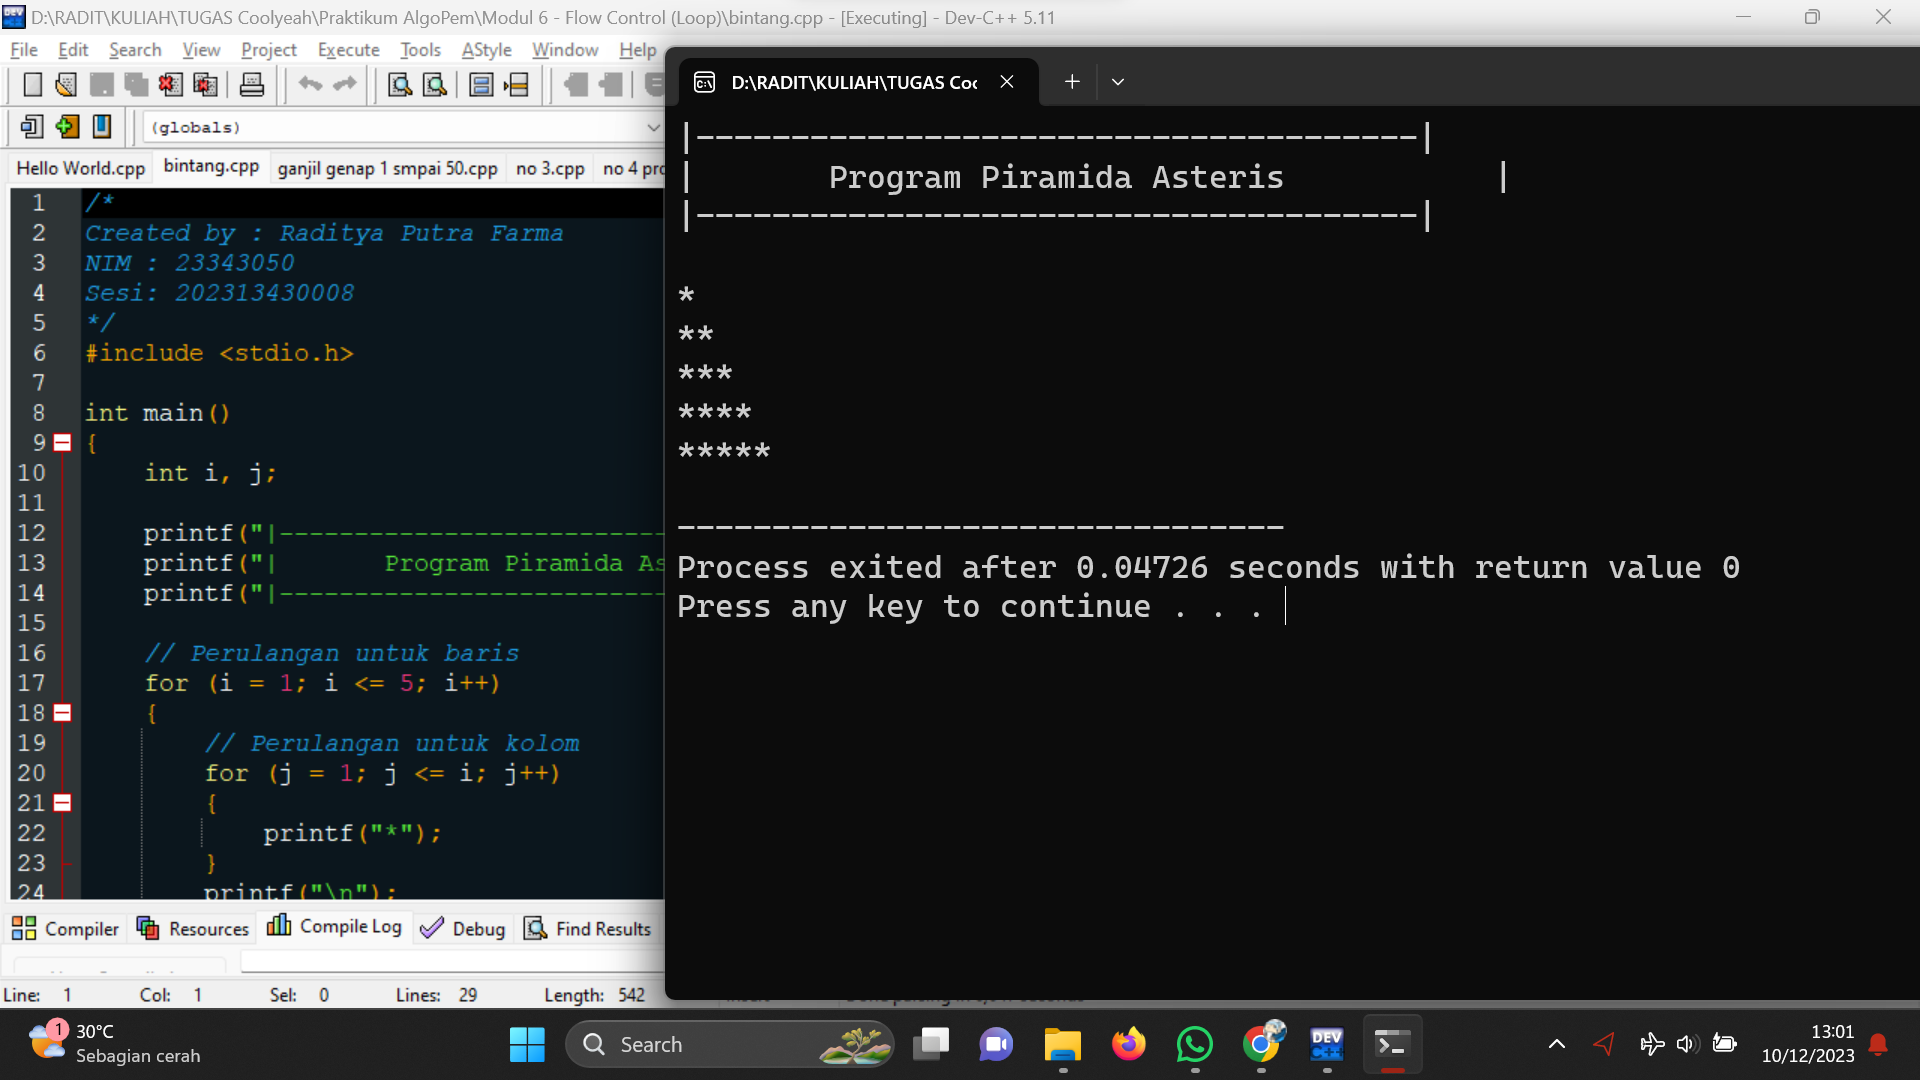 D:\RADIT\KULIAH\TUGAS Coolyeah\Praktikum AlgoPem\Modul 6 - Flow Control (Loop)\bintang.cpp - [Executing] - Dev-C++ 5.11
File Edit Search View Project Execute Tools AStyle Window Help
(globals)
Hello World.cpp bintang.cpp ganjil genap 1 smpai 50.cpp no 3.cpp no 4 pro
1 /*
2 Created by : Raditya Putra Farma
3 NIM : 23343050
4 Sesi: 202313430008
5 */
6 #include <stdio.h>
7
8 int main()
9 {
10 int i, j;
11
12 printf("|--------------------------
13 printf("| Program Piramida As
14 printf("|--------------------------
15
16 // Perulangan untuk baris
17 for (i = 1; i <= 5; i++)
18 {
19 // Perulangan untuk kolom
20 for (j = 1; j <= i; j++)
21 {
22 printf("*");
23 }
24 printf("\n");
Compiler Resources Compile Log Debug Find Results
Line: 1 Col: 1 Sel: 0 Lines: 29 Length: 542
D:\RADIT\KULIAH\TUGAS Coc
|--------------------------------------|
| Program Piramida Asteris |
|--------------------------------------|
*
**
***
****
*****
--------------------------------
Process exited after 0.04726 seconds with return value 0
Press any key to continue . . .
1
30°C
Sebagian cerah
Search
DEV
C++
13:01
10/12/2023